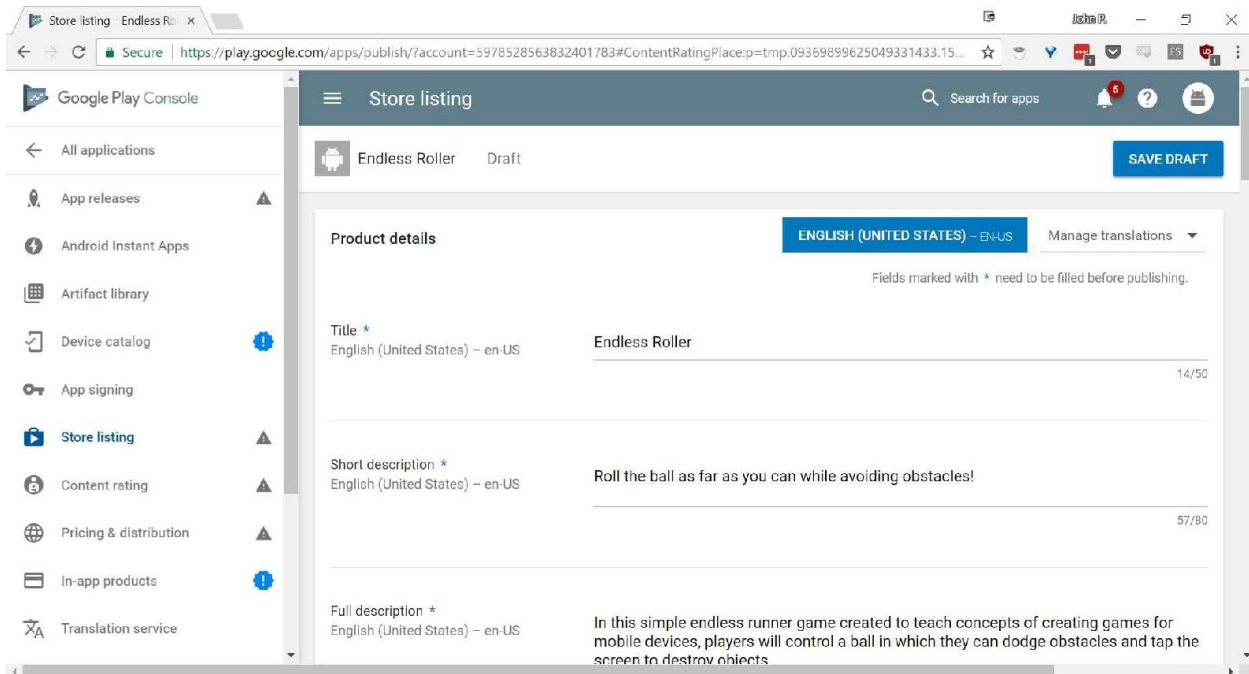 Store listing - Endless Ro
John R.
Secure https://play.google.com/apps/publish/?account=5978528563832401783#ContentRatingPlace:p=tmp.09369899625049331433.15...
Google Play Console
Store listing
Search for apps
5
All applications
Endless Roller Draft
SAVE DRAFT
App releases
Android Instant Apps
Artifact library
Device catalog
App signing
Store listing
Content rating
Pricing & distribution
In-app products
Translation service
Product details
ENGLISH (UNITED STATES) – EN-US
Manage translations
Fields marked with * need to be filled before publishing.
Title *
English (United States) – en-US
Endless Roller
14/50
Short description *
English (United States) – en-US
Roll the ball as far as you can while avoiding obstacles!
57/80
Full description *
English (United States) – en-US
In this simple endless runner game created to teach concepts of creating games for
mobile devices, players will control a ball in which they can dodge obstacles and tap the
screen to destroy objects